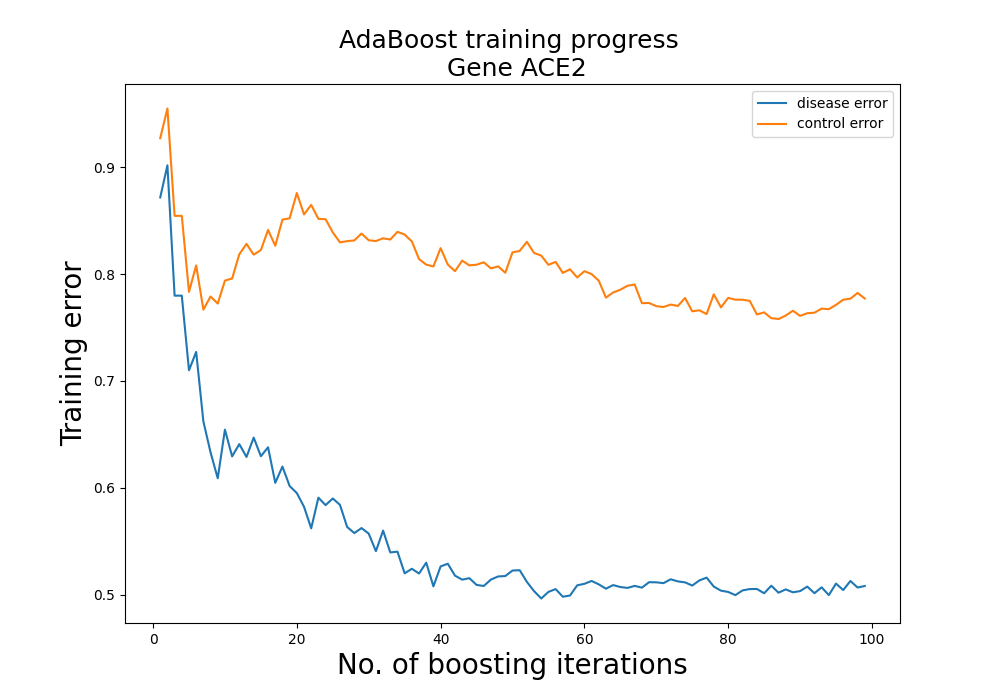 AdaBoost training progress
Gene ACE2
disease error
control error
Training error
0.9
0.8
0.7
0.6
0.5
0
20
40
60
80
100
No. of boosting iterations